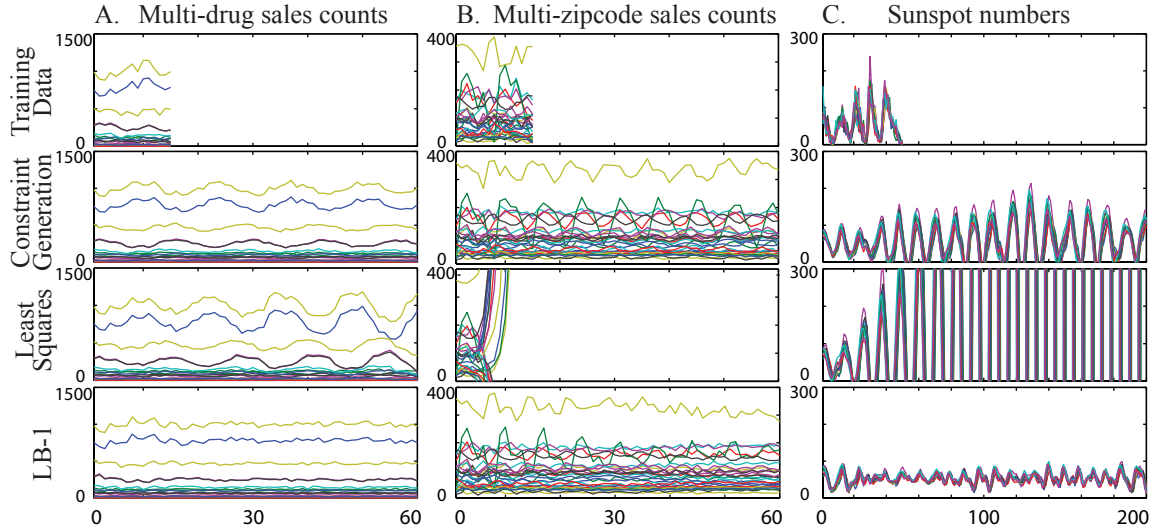 A. Multi-drug sales counts
B. Multi-zipcode sales counts
C. Sunspot numbers
Training
Data
1500
0
400
0
300
0
Constraint
Generation
1500
0
400
0
300
0
Least
Squares
1500
0
400
0
300
0
LB-1
1500
0
400
0
300
0
0 30 60
0 30 60
0 100 200